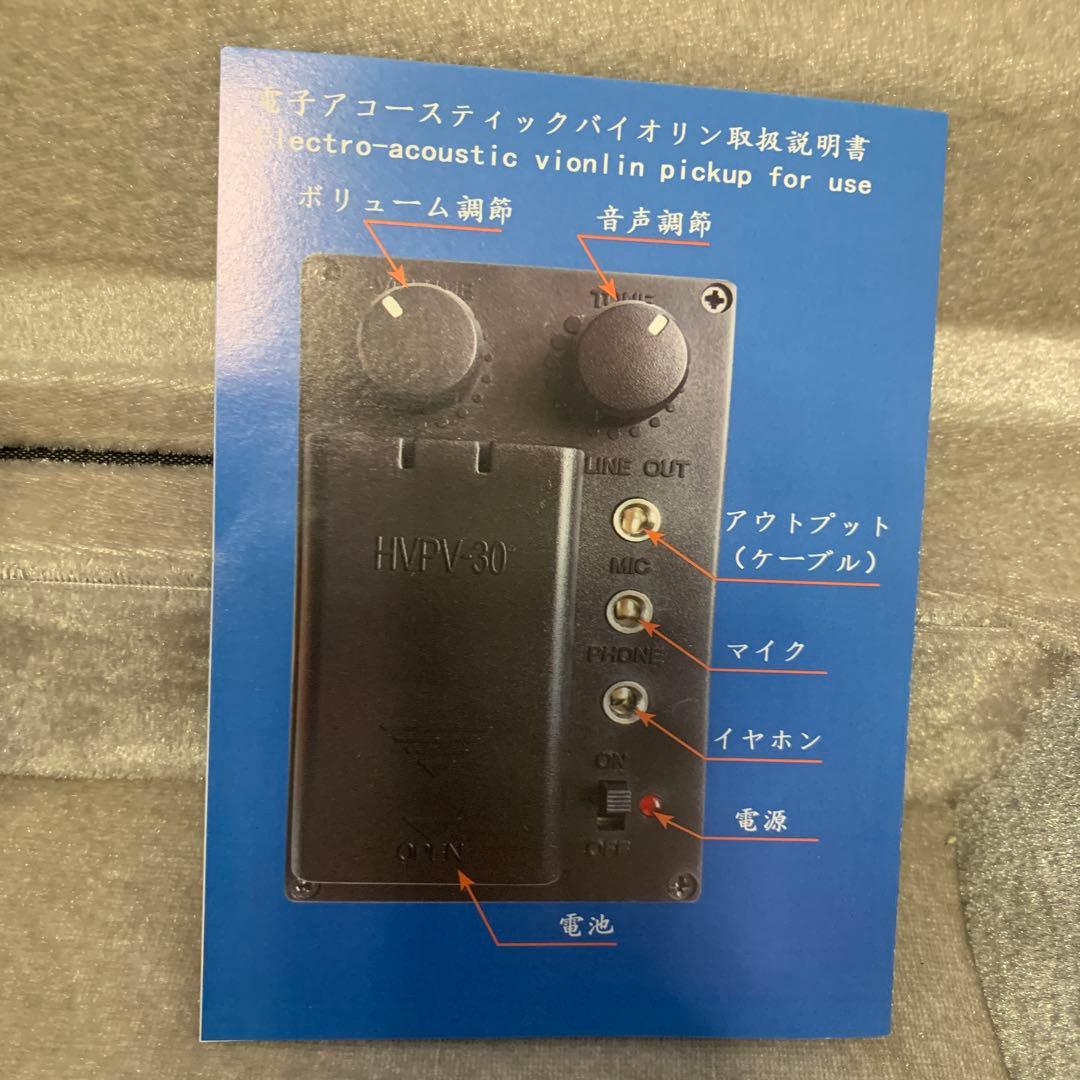 電子アコースティックバイオリン取扱説明書
Electro-acoustic vionlin pickup for use
ボリューム調節
音声調節
VOLUME
TONE
LINE OUT
アウトプット
(ケーブル)
HVPV-30
MIC
マイク
PHONE
イヤホン
ON
電源
OFF
OPEN
電池